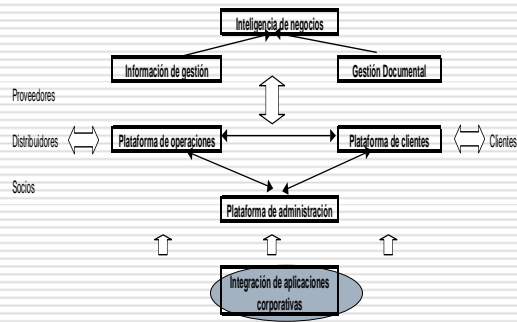 Inteligencia de negocios
Información de gestión
Gestión Documental
Proveedores
Distribuidores
Plataforma de operaciones
Plataforma de clientes
Clientes
Socios
Plataforma de administración
Integración de aplicaciones
corporativas